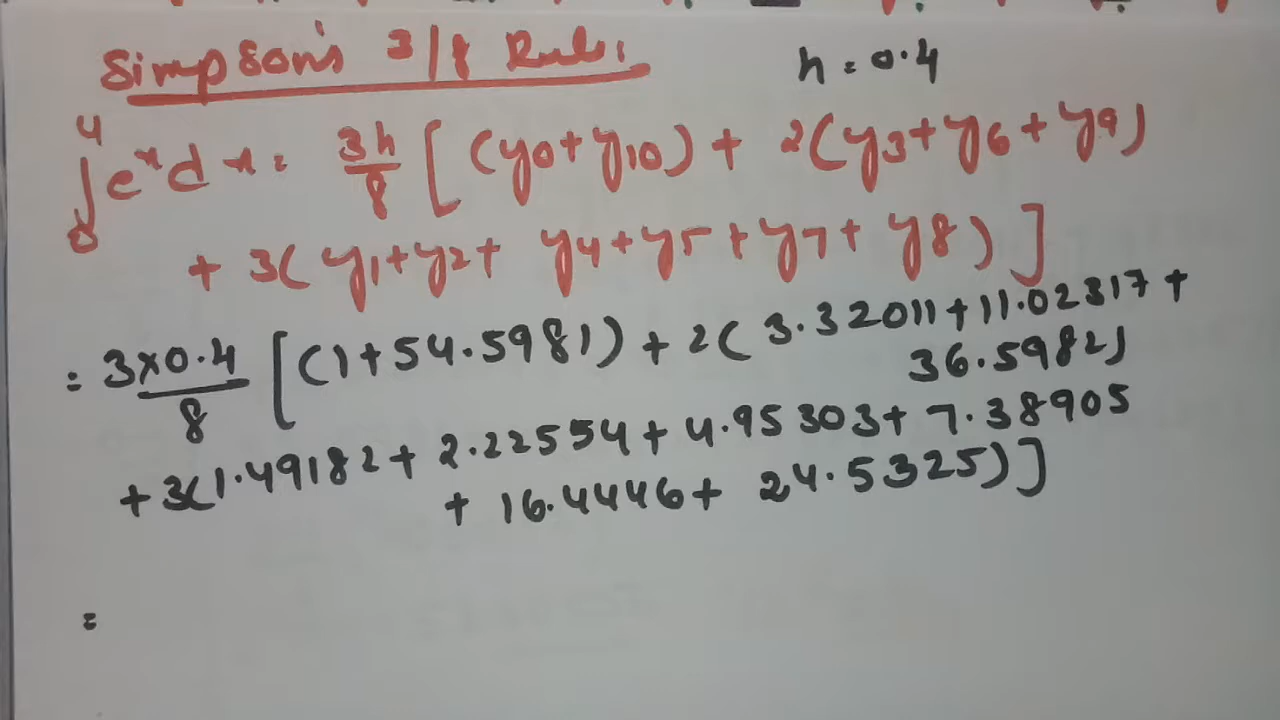 Simpson's 3/8 Rule:
h = 0.4
∫₀⁴ eˣ dx = 3h/8 [(y0 + y10) + 2(y3 + y6 + y9)
+ 3(y1 + y2 + y4 + y5 + y7 + y8)]
= 3×0.4/8 [(1 + 54.5981) + 2(3.32011 + 11.02317 +
36.5982)
+ 3(1.49182 + 2.22554 + 4.95303 + 7.38905
+ 16.4446 + 24.5325)]
=